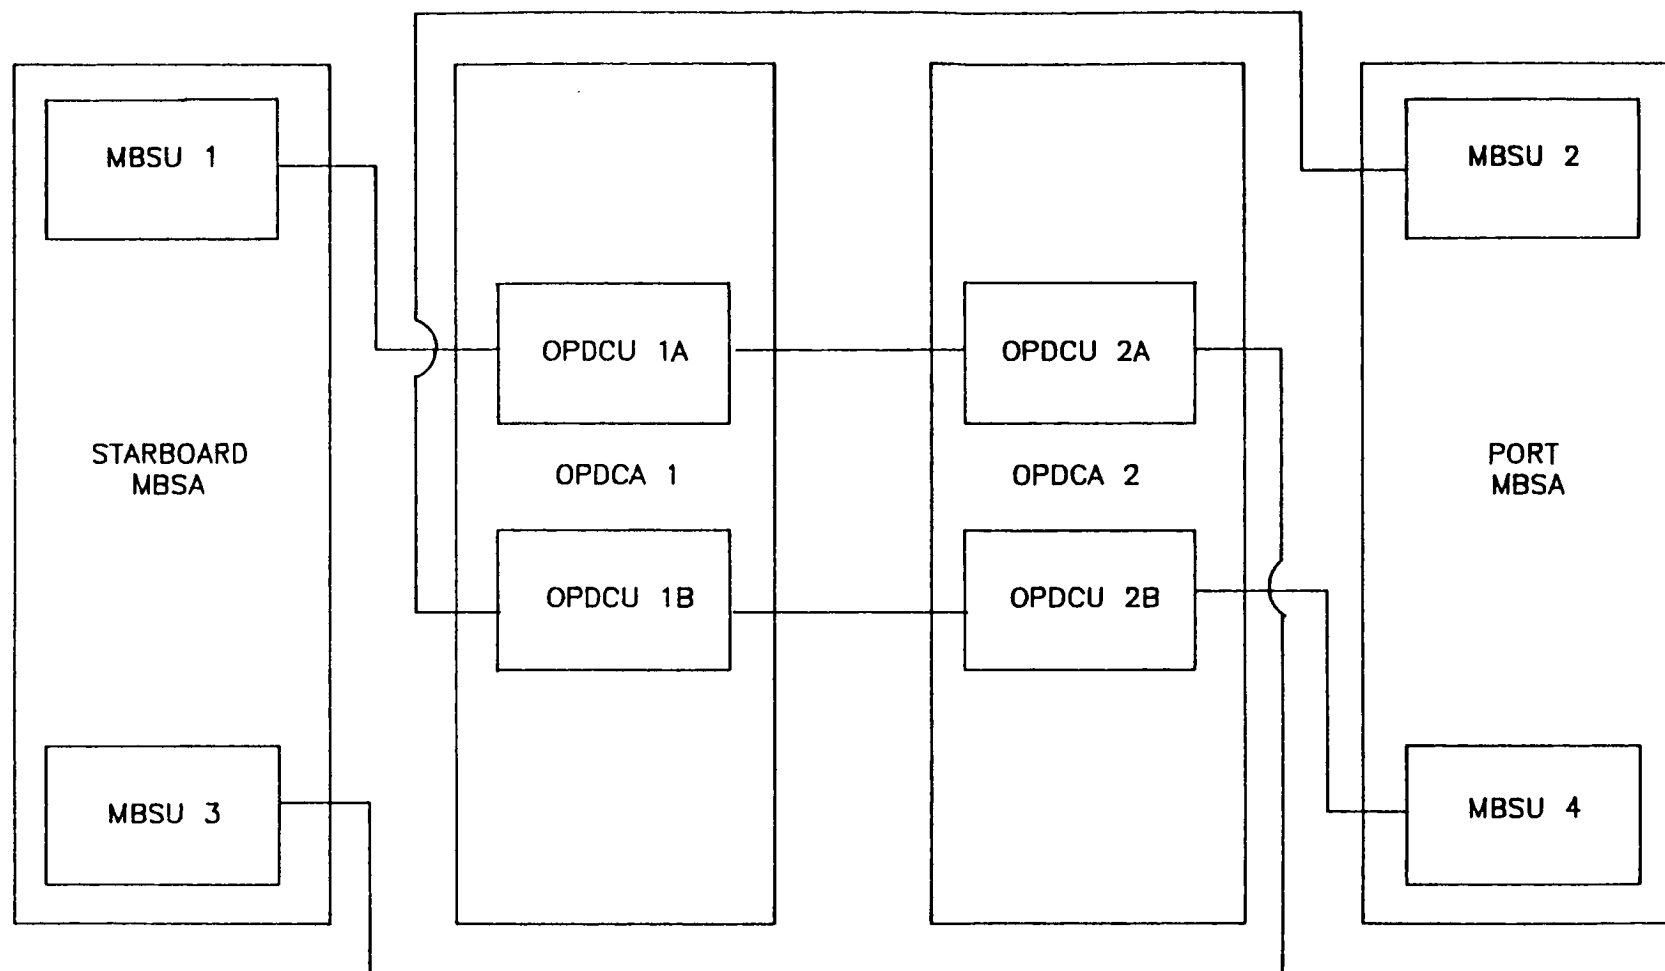 MBSU 1
MBSU 2
OPDCU 1A
OPDCU 2A
STARBOARD
MBSA
OPDCA 1
OPDCA 2
PORT
MBSA
OPDCU 1B
OPDCU 2B
MBSU 3
MBSU 4